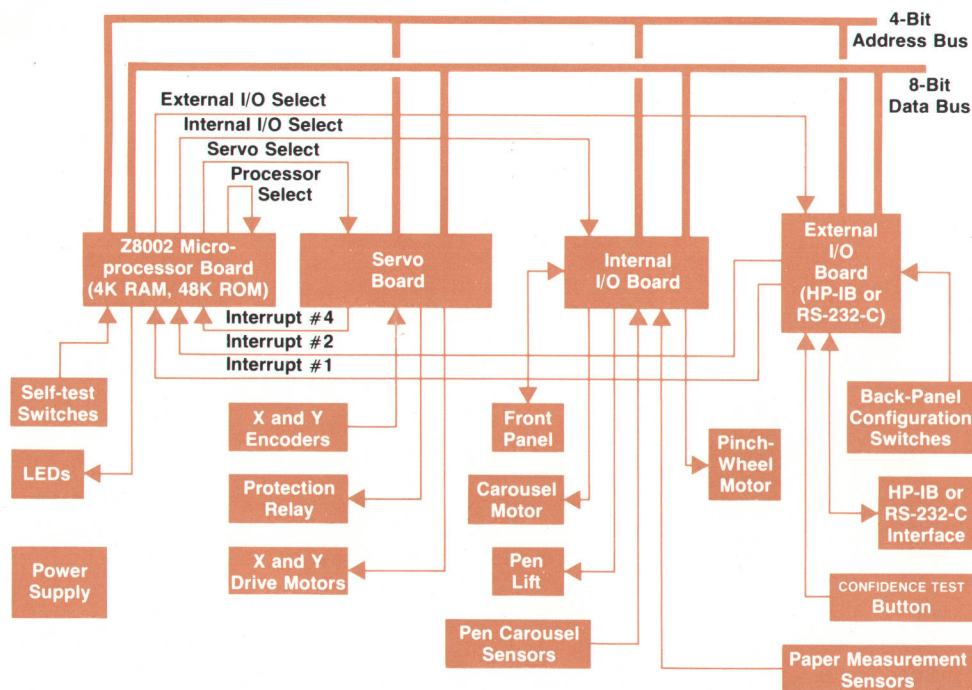 4-Bit
Address Bus
8-Bit
Data Bus
External I/O Select
Internal I/O Select
Servo Select
Processor
Select
Z8002 Micro-
processor Board
(4K RAM, 48K ROM)
Servo
Board
Internal
I/O Board
External
I/O
Board
(HP-IB or
RS-232-C)
Interrupt #4
Interrupt #2
Interrupt #1
Self-test
Switches
LEDs
Power
Supply
X and Y
Encoders
Protection
Relay
X and Y
Drive Motors
Front
Panel
Carousel
Motor
Pen
Lift
Pen Carousel
Sensors
Pinch-
Wheel
Motor
Back-Panel
Configuration
Switches
HP-IB or
RS-232-C
Interface
CONFIDENCE TEST
Button
Paper Measurement
Sensors